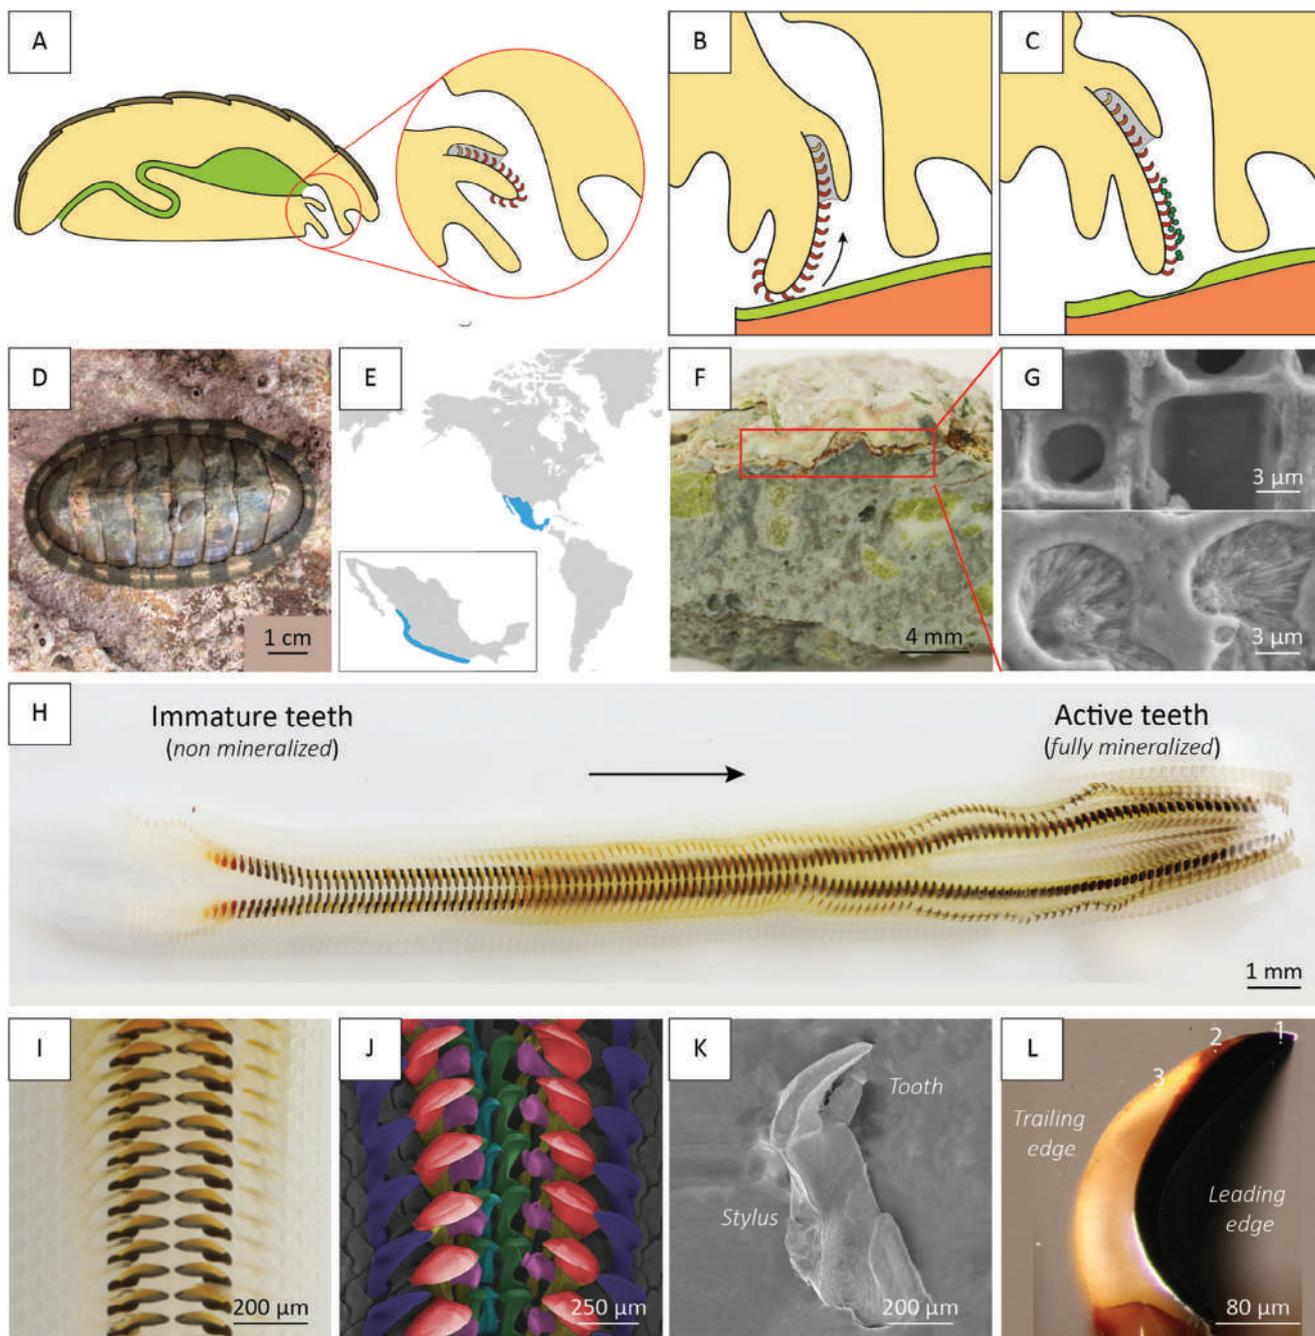 A
B
C
D
1 cm
E
F
4 mm
G
3 μm
3 μm
H
Immature teeth
(non mineralized)
Active teeth
(fully mineralized)
1 mm
I
200 μm
J
250 μm
K
Tooth
Stylus
200 μm
L
1
2
3
Trailing
edge
Leading
edge
80 μm